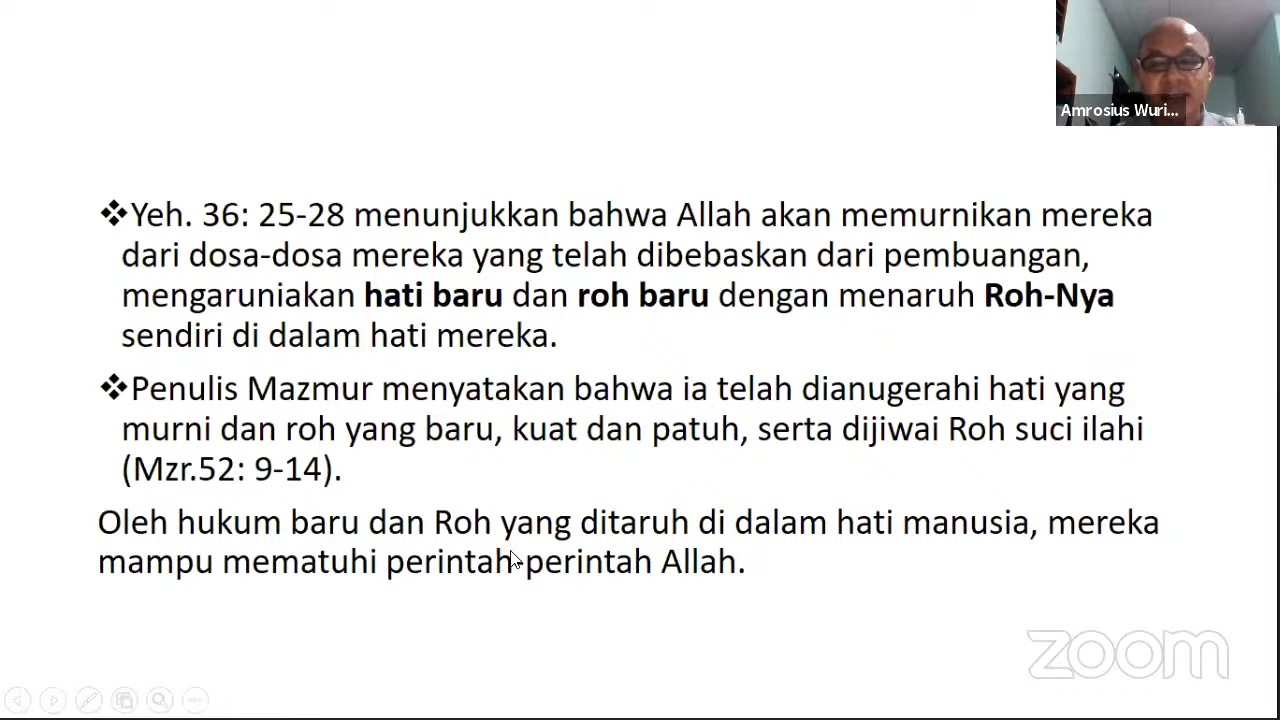 Amrosius Wuri...
❖Yeh. 36: 25-28 menunjukkan bahwa Allah akan memurnikan mereka
dari dosa-dosa mereka yang telah dibebaskan dari pembuangan,
mengaruniakan hati baru dan roh baru dengan menaruh Roh-Nya
sendiri di dalam hati mereka.
❖Penulis Mazmur menyatakan bahwa ia telah dianugerahi hati yang
murni dan roh yang baru, kuat dan patuh, serta dijiwai Roh suci ilahi
(Mzr.52: 9-14).
Oleh hukum baru dan Roh yang ditaruh di dalam hati manusia, mereka
mampu mematuhi perintah-perintah Allah.
zoom